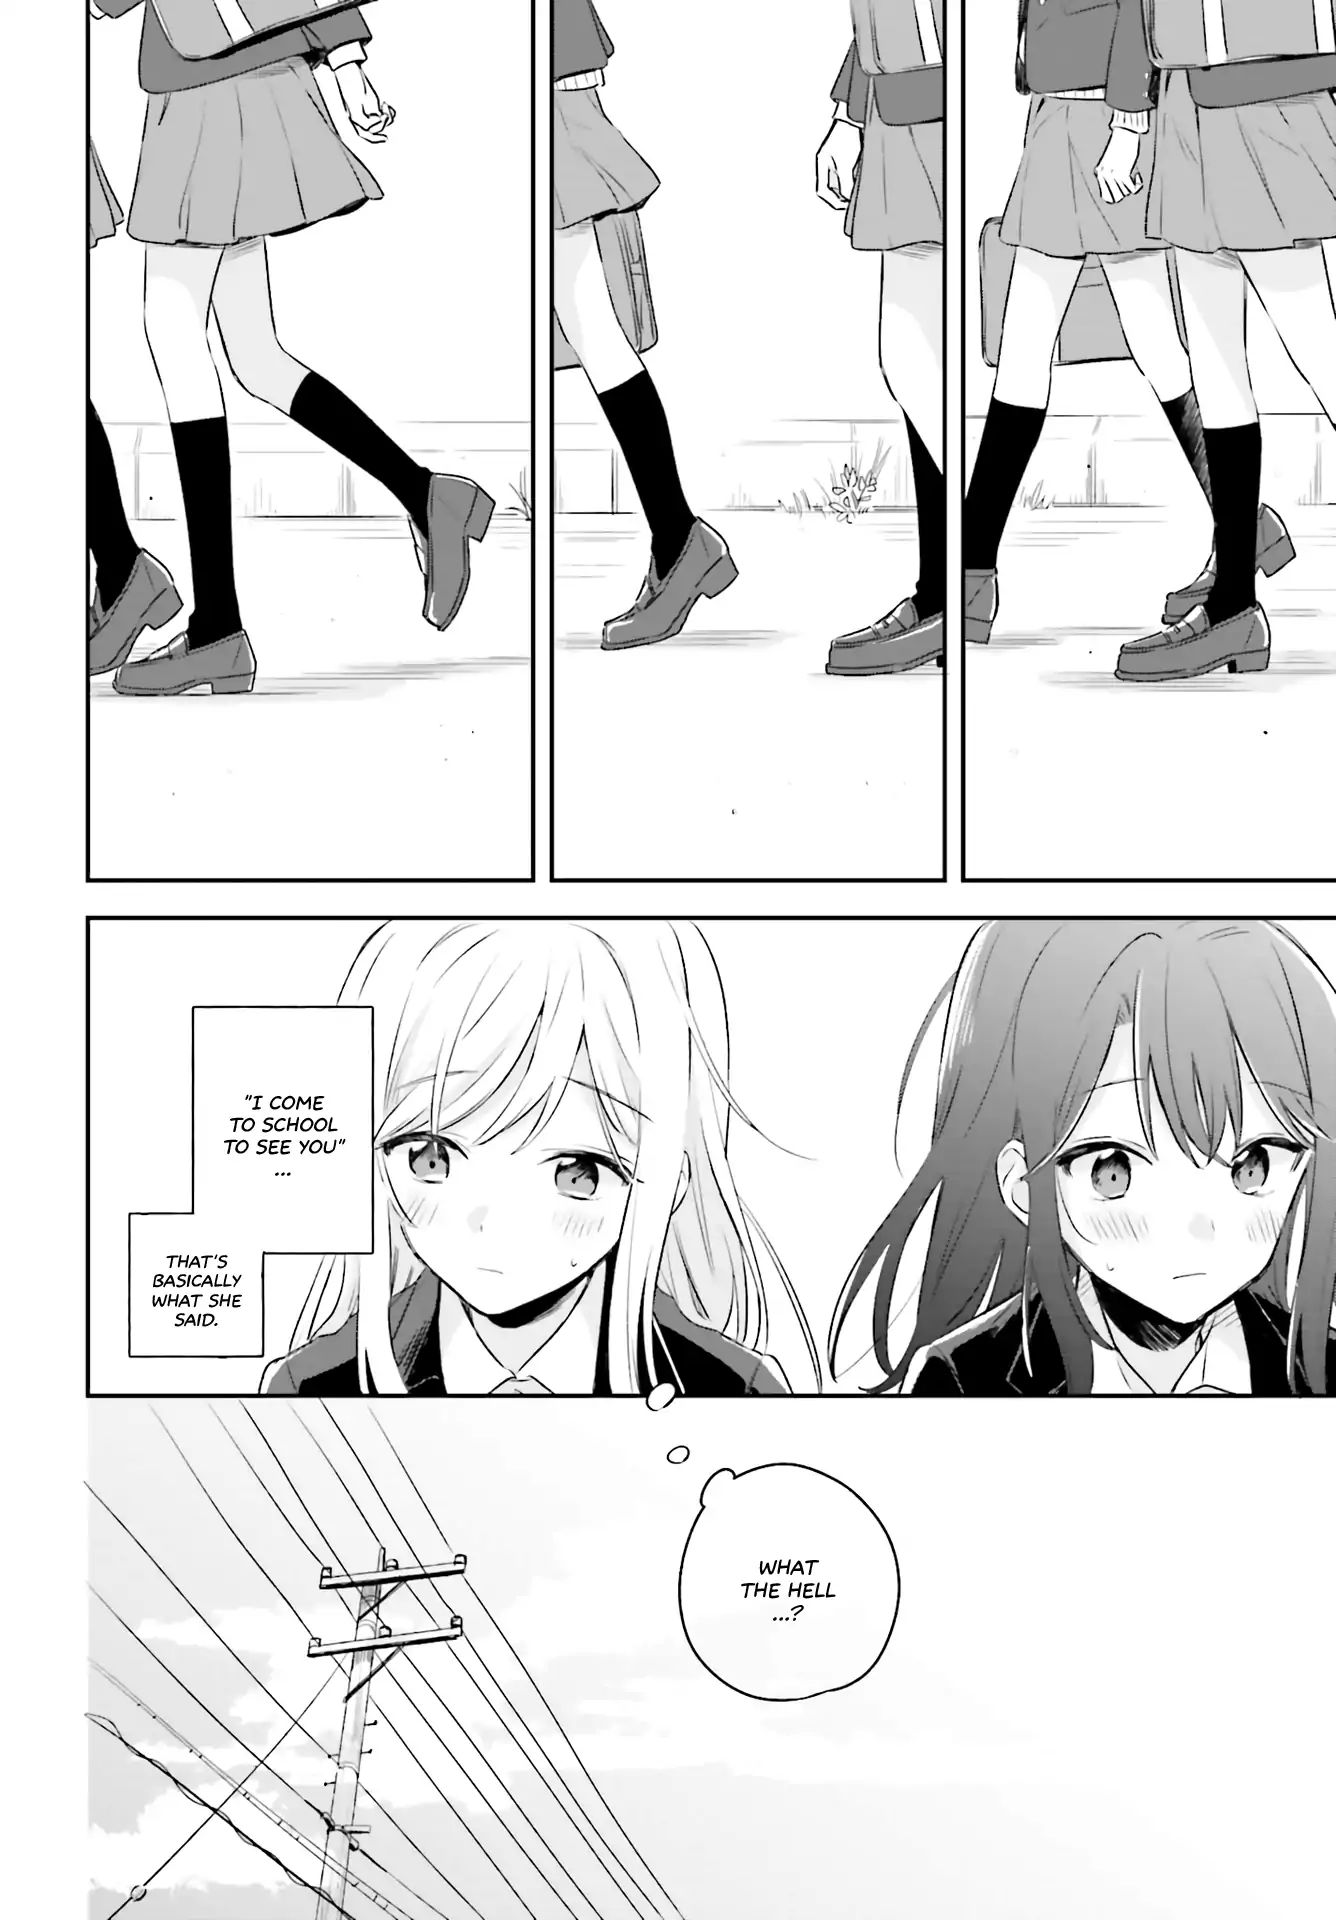 "I COME
TO SCHOOL
TO SEE YOU"
...
THAT'S
BASICALLY
WHAT SHE
SAID.
WHAT
THE HELL
...?